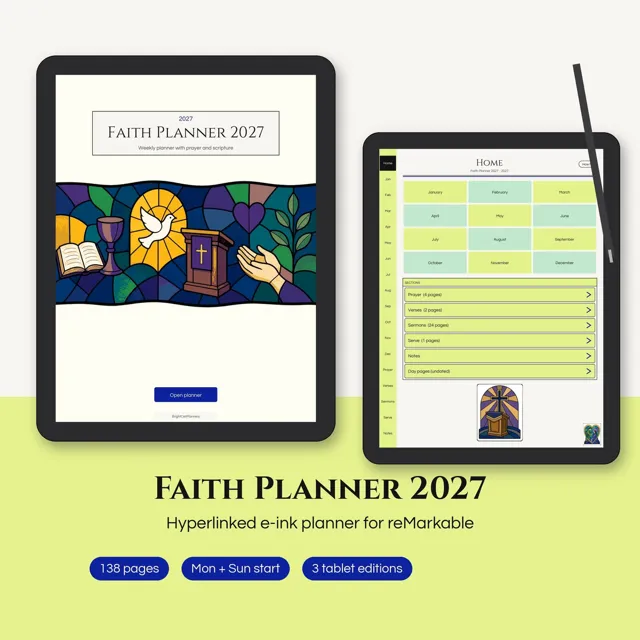 2027
Faith Planner 2027
Weekly planner with prayer and scripture
Open planner
Home
Faith Planner 2027 · 2027
Home
Jan
Feb
Mar
Apr
May
Jun
Jul
Aug
Sep
Oct
Nov
Dec
Prayer
Verses
Sermons
Serve
Notes
January
February
March
April
May
June
July
August
September
October
November
December
SECTIONS
Prayer (4 pages)
Verses (2 pages)
Sermons (24 pages)
Serve (1 pages)
Notes
Day pages (undated)
Faith Planner 2027
Hyperlinked e-ink planner for reMarkable
138 pages
Mon + Sun start
3 tablet editions